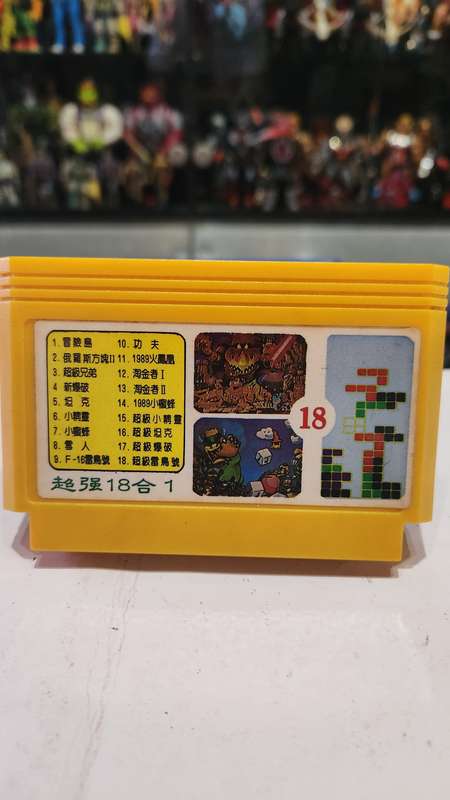 1. 冒險島
2. 俄羅斯方塊II
3. 超級兄弟
4. 新爆破
5. 坦克
6. 小精靈
7. 小蜜蜂
8. 雪人
9. F-16雷鳥號
10. 功夫
11. 1989火鳳凰
12. 淘金者I
13. 淘金者II
14. 1989小蜜蜂
15. 超級小精靈
16. 超級坦克
17. 超級爆破
18. 超級雷鳥號
超强18合1
18